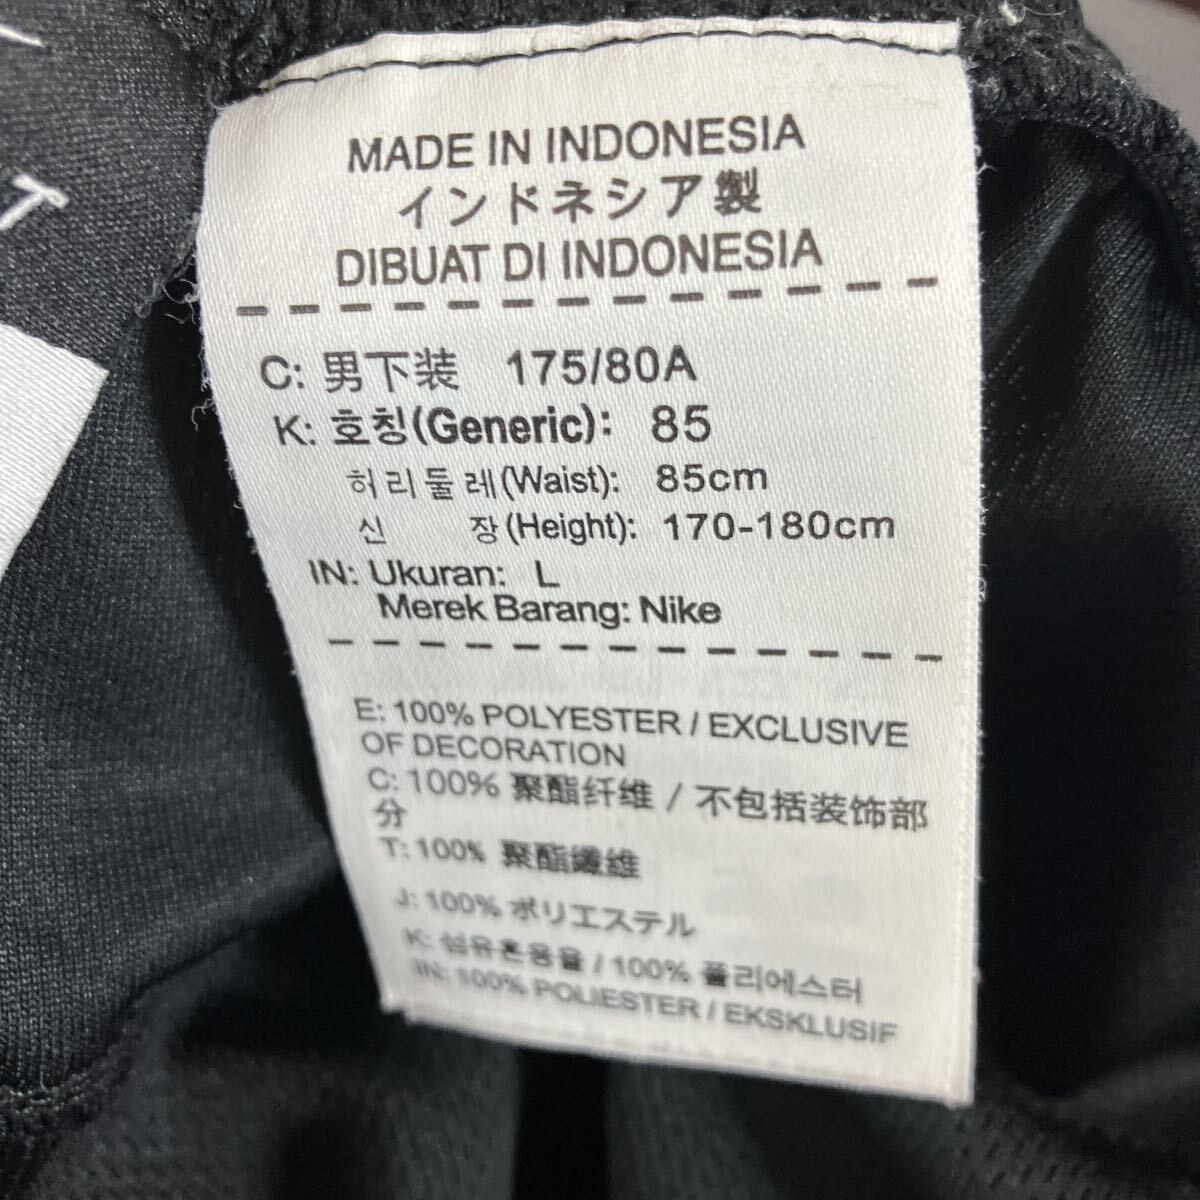 MADE IN INDONESIA
インドネシア製
DIBUAT DI INDONESIA
C: 男下装 175/80A
K: 호칭(Generic): 85
허리둘레(Waist): 85cm
신 장(Height): 170-180cm
IN: Ukuran: L
Merek Barang: Nike
E: 100% POLYESTER / EXCLUSIVE
OF DECORATION
C: 100% 聚酯纤维 / 不包括装饰部
分
T: 100% 聚酯纖維
J: 100% ポリエステル
K: 섬유혼용율 / 100% 폴리에스터
IN: 100% POLIESTER / EKSKLUSIF